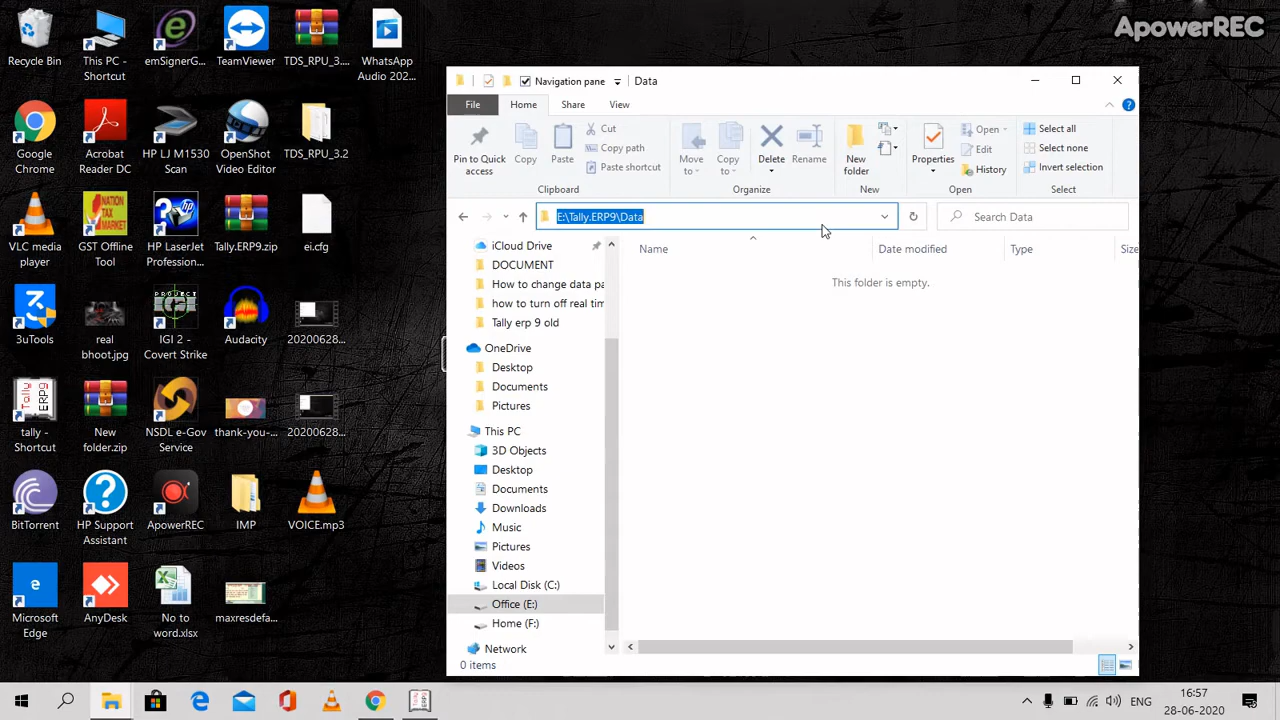 ApowerREC
Recycle Bin
This PC -
Shortcut
emSignerG...
TeamViewer
TDS_RPU_3....
WhatsApp
Audio 202...
Google
Chrome
Acrobat
Reader DC
HP LJ M1530
Scan
OpenShot
Video Editor
TDS_RPU_3.2
VLC media
player
NATION
TAX
MARKET
GST Offline
Tool
HP LaserJet
Profession...
Tally.ERP9.zip
ei.cfg
3uTools
real
bhoot.jpg
PROJECT
IGI 2 -
Covert Strike
Audacity
20200628...
tally -
Shortcut
New
folder.zip
NSDL e-Gov
Service
thank-you-...
20200628...
BitTorrent
HP Support
Assistant
ApowerREC
IMP
VOICE.mp3
Microsoft
Edge
AnyDesk
No to
word.xlsx
maxresdefa...
Navigation pane
Data
File
Home
Share
View
Pin to Quick
access
Copy
Paste
Cut
Copy path
Paste shortcut
Clipboard
Move
to
Copy
to
Delete
Rename
Organize
New
folder
New
Properties
Open
Edit
History
Open
Select all
Select none
Invert selection
Select
E:\Tally.ERP9\Data
Search Data
Name
Date modified
Type
Size
This folder is empty.
iCloud Drive
DOCUMENT
How to change data pa
how to turn off real tim
Tally erp 9 old
OneDrive
Desktop
Documents
Pictures
This PC
3D Objects
Desktop
Documents
Downloads
Music
Pictures
Videos
Local Disk (C:)
Office (E:)
Home (F:)
Network
0 items
ENG
16:57
28-06-2020